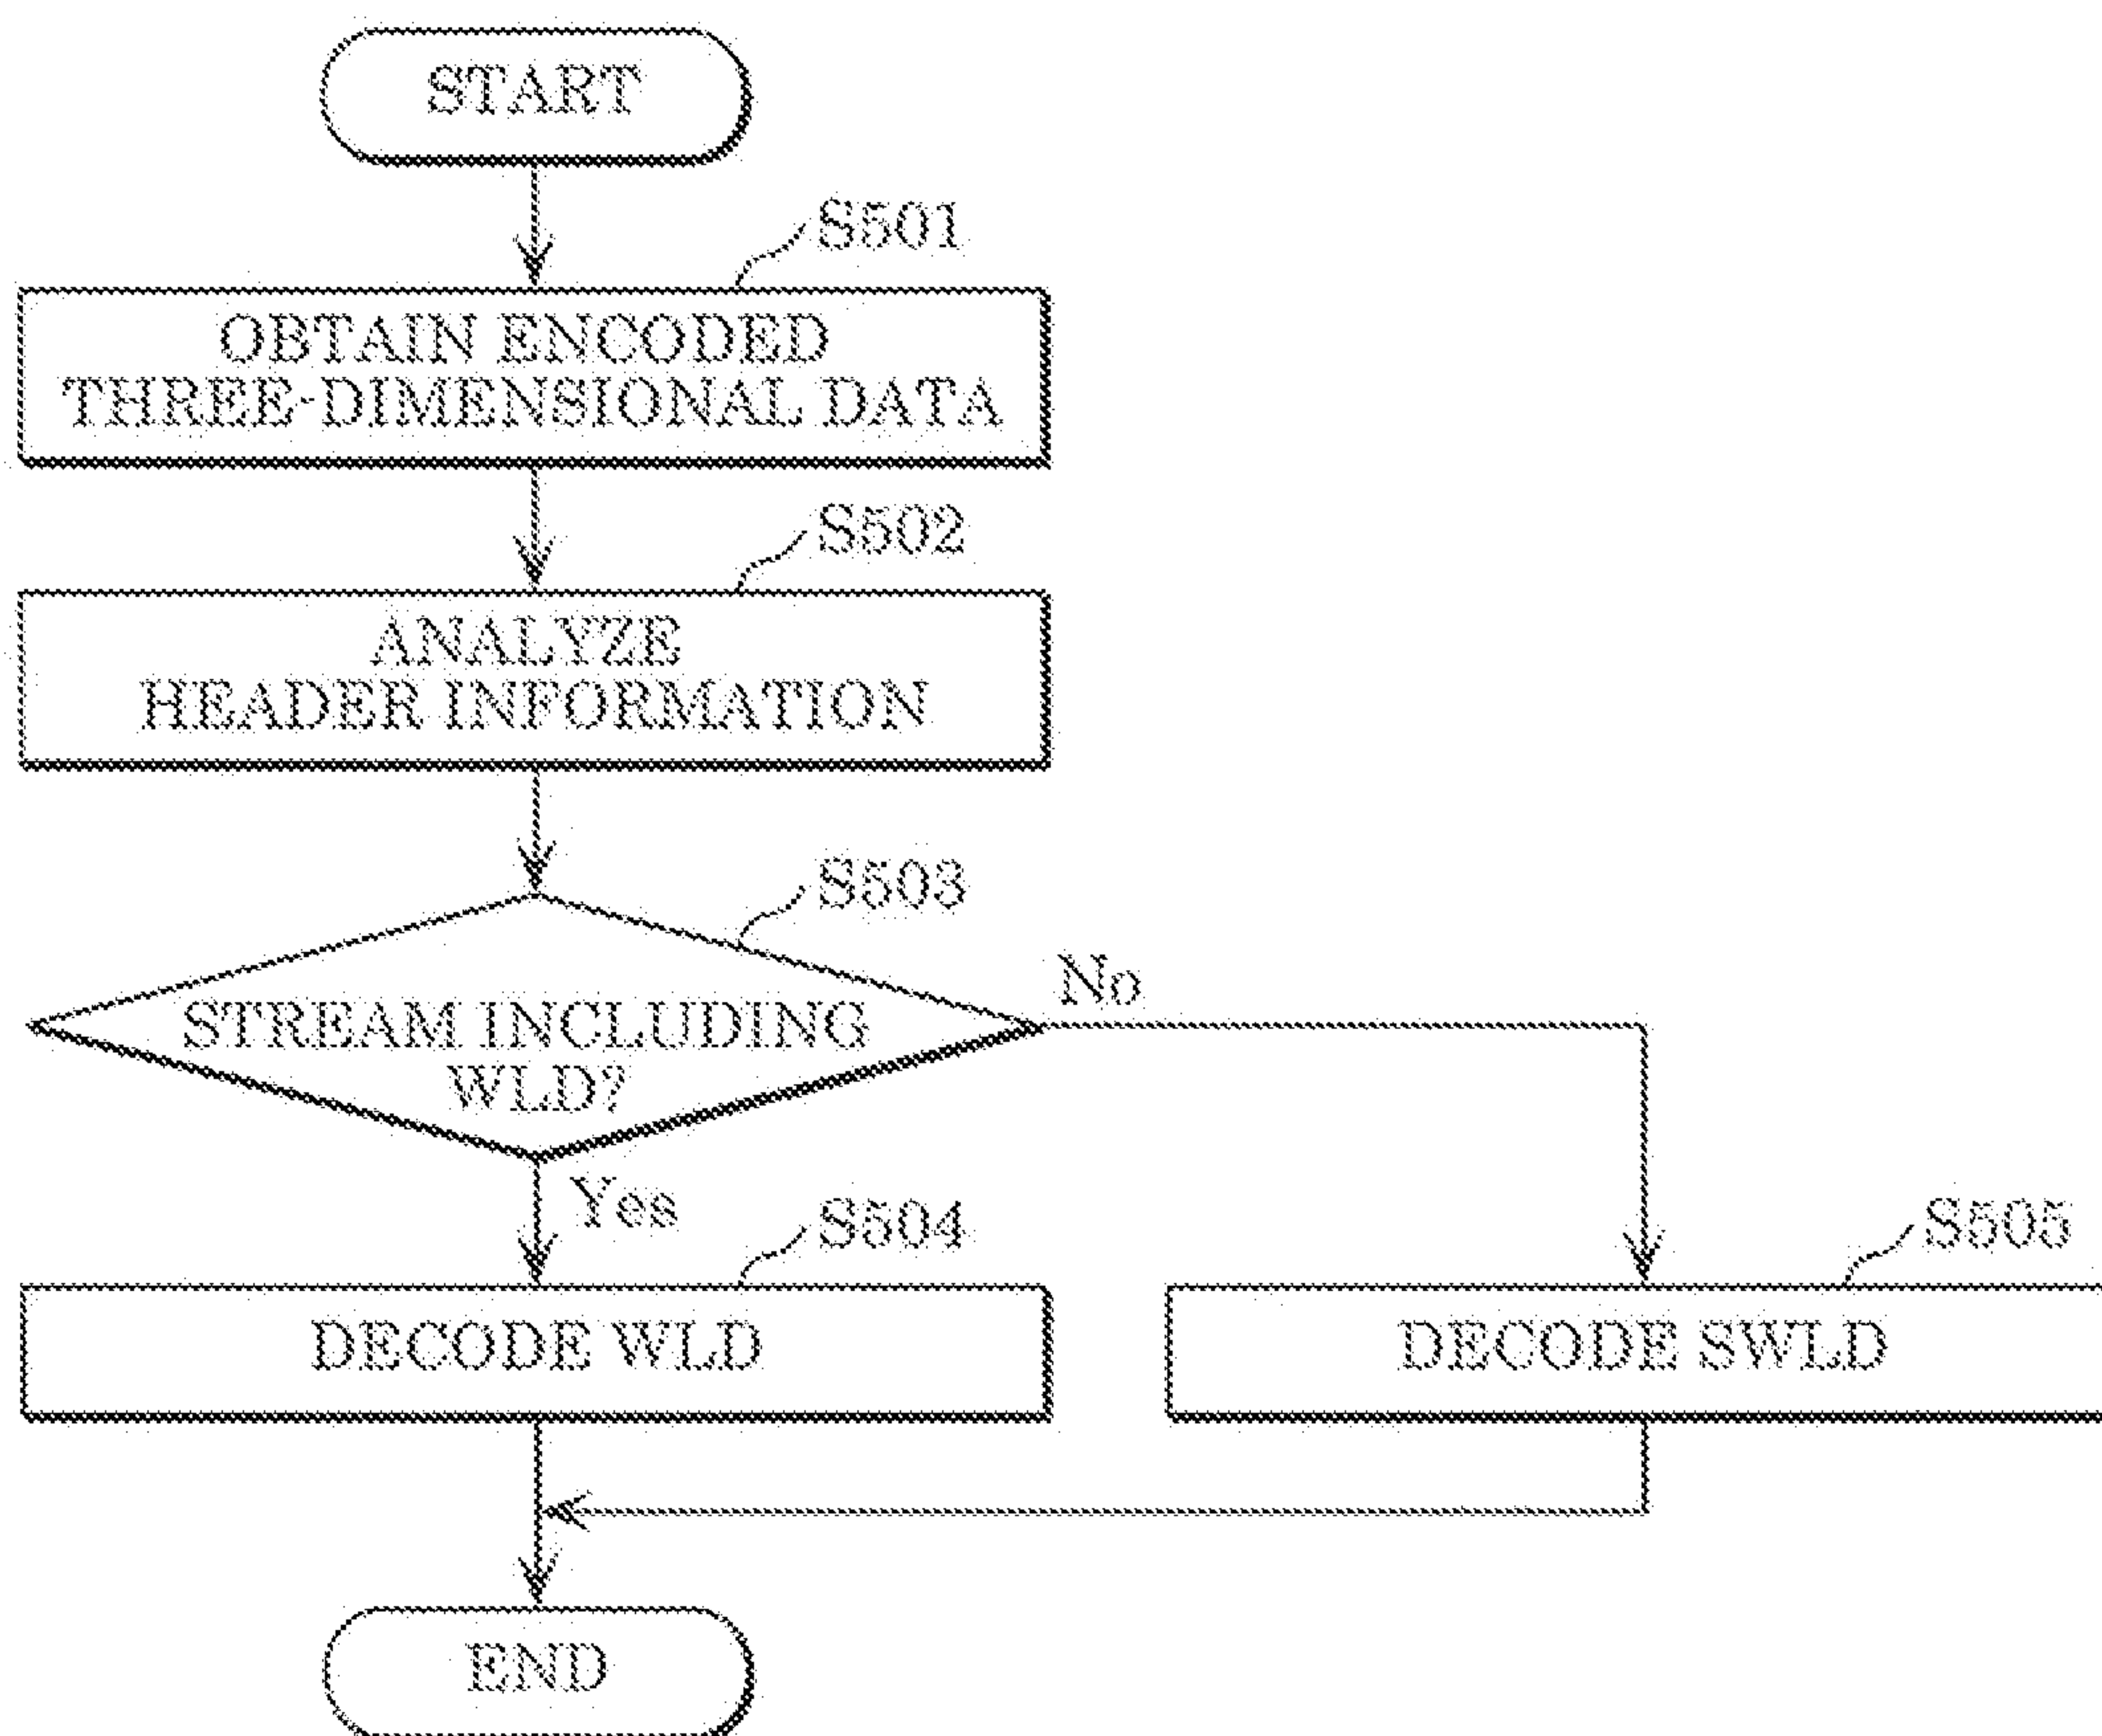 START
S501
OBTAIN ENCODED
THREE-DIMENSIONAL DATA
S502
ANALYZE
HEADER INFORMATION
S503
No
STREAM INCLUDING
WLD?
Yes
S504
S505
DECODE WLD
DECODE SWLD
END